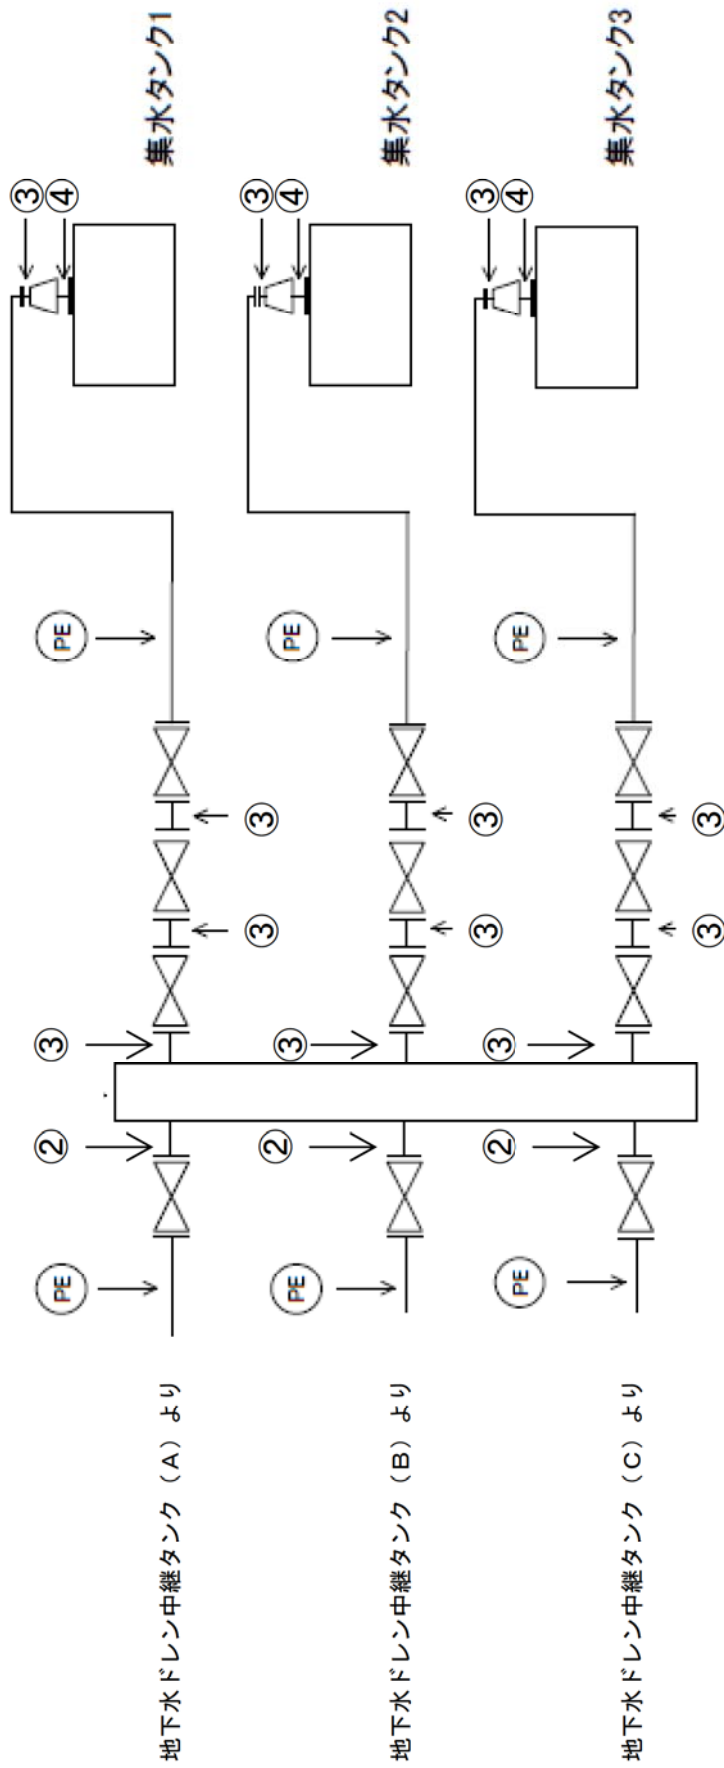 地下水ドレン中継タンク（A）より
PE
②
③
③
③
PE
③
④
集水タンク1
地下水ドレン中継タンク（B）より
PE
②
③
③
③
PE
③
④
集水タンク2
地下水ドレン中継タンク（C）より
PE
②
③
③
③
PE
③
④
集水タンク3